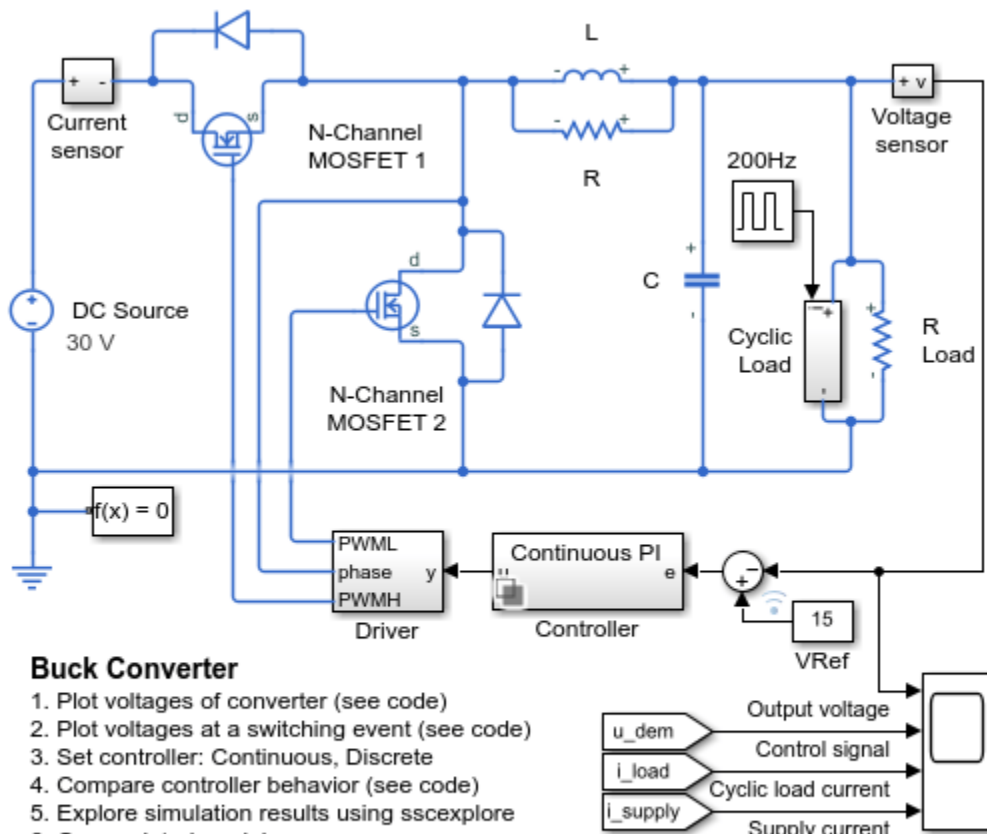 L
+ -
Current
sensor
d
s
N-Channel
MOSFET 1
- +
- +
R
+ v
Voltage
sensor
200Hz
+
-
DC Source
30 V
d
s
+
C
-
+
-
Cyclic
Load
+
-
R
Load
N-Channel
MOSFET 2
f(x) = 0
PWML
phase
PWMH
y
Driver
Continuous PI
u
e
Controller
-
+
15
VRef
Buck Converter
1. Plot voltages of converter (see code)
2. Plot voltages at a switching event (see code)
3. Set controller: Continuous, Discrete
4. Compare controller behavior (see code)
5. Explore simulation results using sscexplore
u_dem
i_load
i_supply
Output voltage
Control signal
Cyclic load current
Supply current